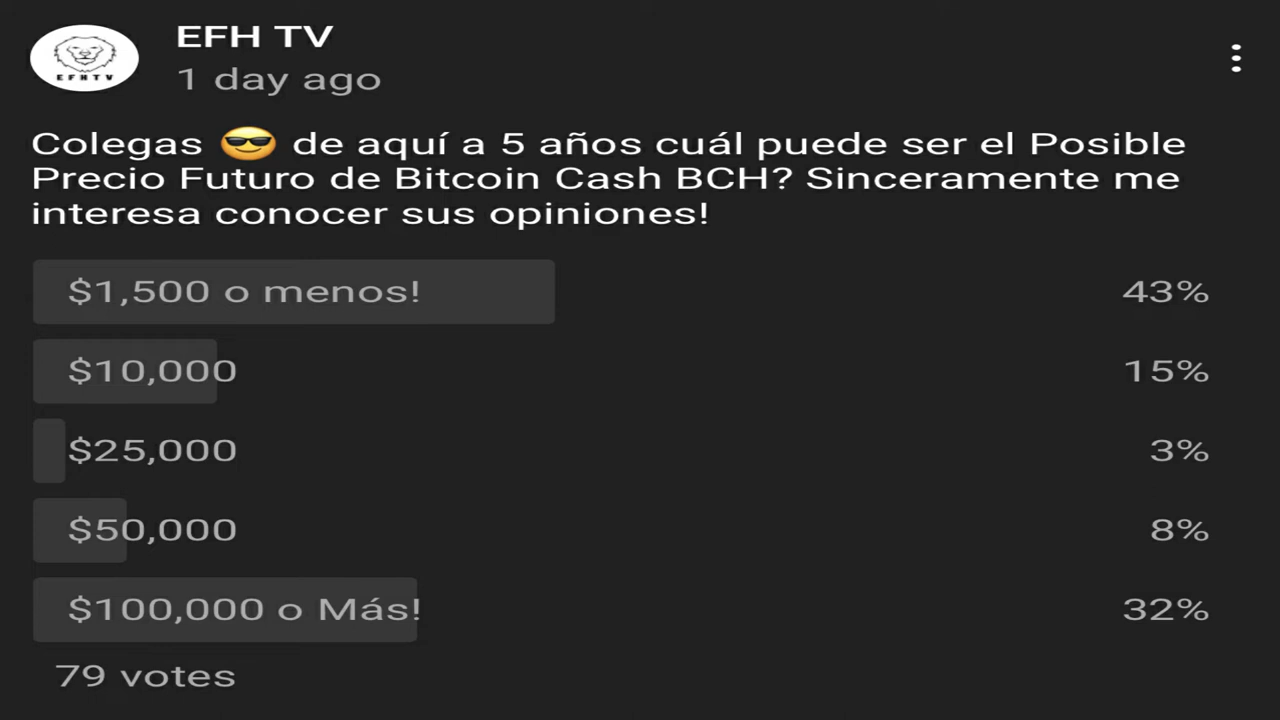 EFHTV
EFH TV
1 day ago
Colegas 😎 de aquí a 5 años cuál puede ser el Posible
Precio Futuro de Bitcoin Cash BCH? Sinceramente me
interesa conocer sus opiniones!
$1,500 o menos! 43%
$10,000 15%
$25,000 3%
$50,000 8%
$100,000 o Más! 32%
79 votes